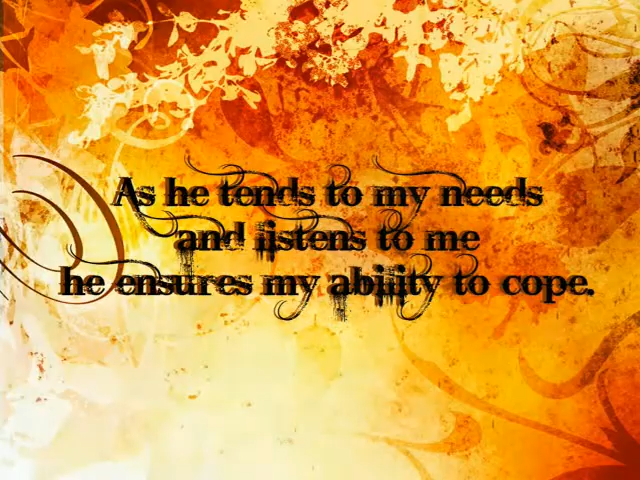 As he tends to my needs
and listens to me
he ensures my ability to cope.